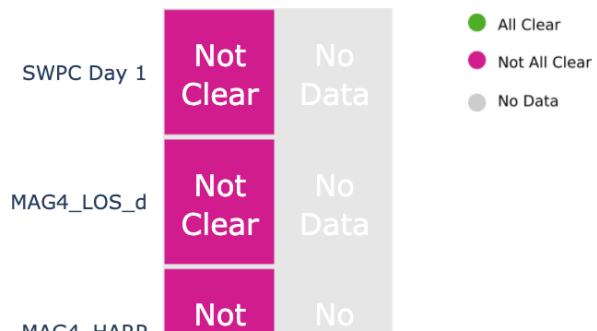 SWPC Day 1
Not
Clear
No
Data
MAG4_LOS_d
Not
Clear
No
Data
MAG4_HARP
Not
No
All Clear
Not All Clear
No Data